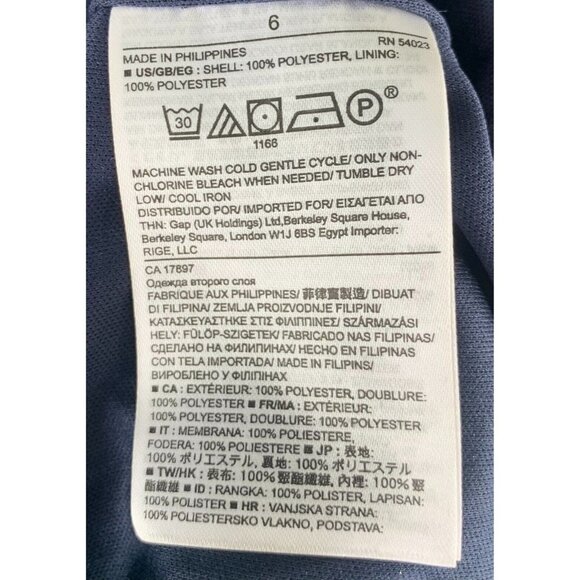 6
RN 54023
MADE IN PHILIPPINES
■ US/GB/EG : SHELL: 100% POLYESTER, LINING:
100% POLYESTER
30 P ®
1166
MACHINE WASH COLD GENTLE CYCLE/ ONLY NON-
CHLORINE BLEACH WHEN NEEDED/ TUMBLE DRY
LOW/ COOL IRON
DISTRIBUIDO POR/ IMPORTED FOR/ ΕΙΣΑΓΕΤΑΙ ΑΠΟ
ΤΗΝ: Gap (UK Holdings) Ltd,Berkeley Square House,
Berkeley Square, London W1J 6BS Egypt Importer:
RIGE, LLC
CA 17897
Одежда второго слоя
FABRIQUE AUX PHILIPPINES/ 菲律賓製造/ DIBUAT
DI FILIPINA/ ZEMLJA PROIZVODNJE FILIPINI/
ΚΑΤΑΣΚΕΥΑΣΤΗΚΕ ΣΤΙΣ ΦΙΛΙΠΠΙΝΕΣ/ SZÁRMAZÁSI
HELY: FÜLÖP-SZIGETEK/ FABRICADO NAS FILIPINAS/
СДЕЛАНО НА ФИЛИПИНАХ/ HECHO EN FILIPINAS
CON TELA IMPORTADA/ MADE IN FILIPINS/
ВИРОБЛЕНО У ФІЛІПІНАХ
■ CA : EXTÉRIEUR: 100% POLYESTER, DOUBLURE:
100% POLYESTER ■ FR/MA : EXTÉRIEUR:
100% POLYESTER, DOUBLURE: 100% POLYESTER
■ IT : MEMBRANA: 100% POLIESTERE,
FODERA: 100% POLIESTERE ■ JP : 表地:
100% ポリエステル, 裏地: 100% ポリエステル
■ TW/HK : 表布: 100% 聚酯纖維, 內裡: 100% 聚
酯纖維 ■ ID : RANGKA: 100% POLISTER, LAPISAN:
100% POLISTER ■ HR : VANJSKA STRANA:
100% POLIESTERSKO VLAKNO, PODSTAVA: